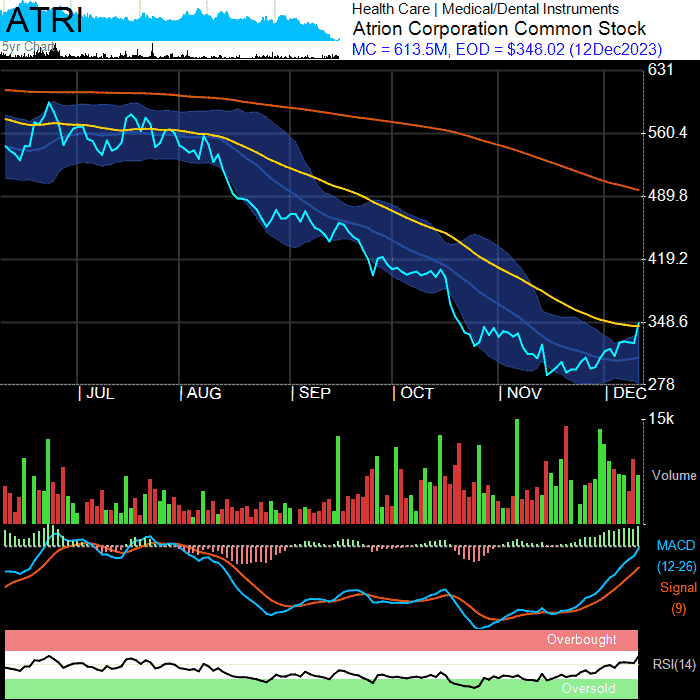 ATRI
5yr Chart
Health Care | Medical/Dental Instruments
Atrion Corporation Common Stock
MC = 613.5M, EOD = $348.02 (12Dec2023)
631
560.4
489.8
419.2
348.6
278
| JUL | AUG | SEP | OCT | NOV | DEC
15k
Volume
MACD
(12-26)
Signal
(9)
Overbought
RSI(14)
Oversold